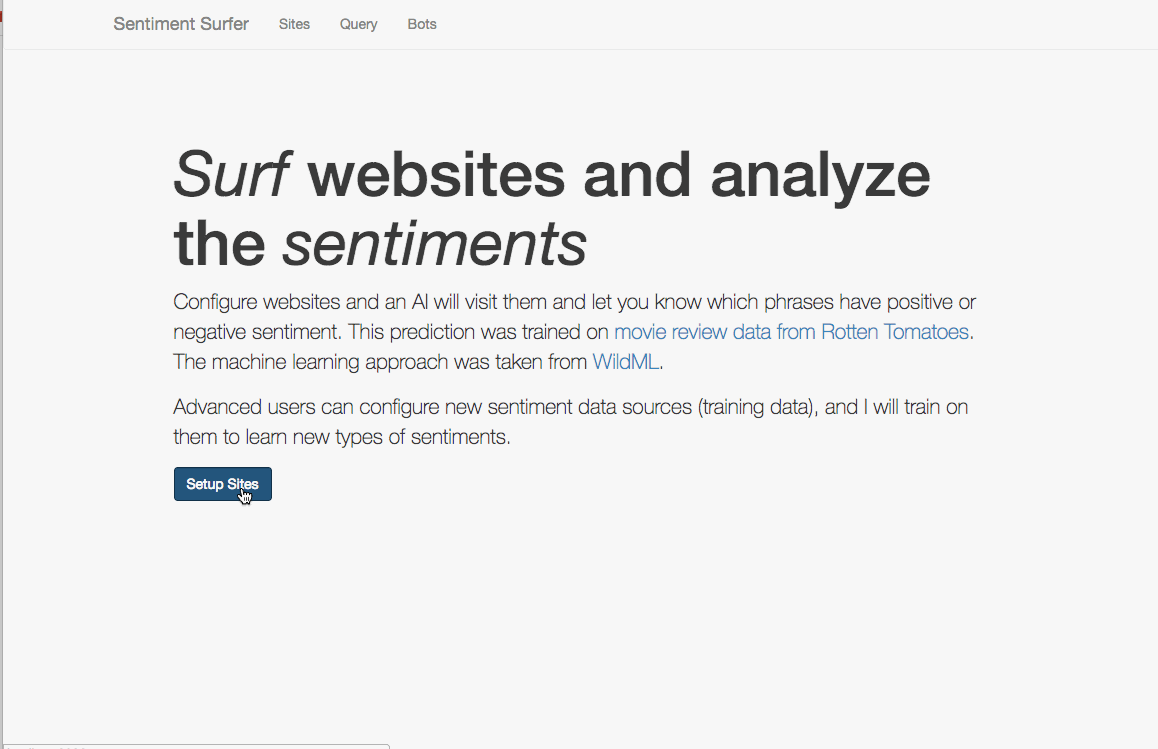 Sentiment Surfer Sites Query Bots
Surf websites and analyze
the sentiments
Configure websites and an AI will visit them and let you know which phrases have positive or
negative sentiment. This prediction was trained on movie review data from Rotten Tomatoes.
The machine learning approach was taken from WildML.
Advanced users can configure new sentiment data sources (training data), and I will train on
them to learn new types of sentiments.
Setup Sites